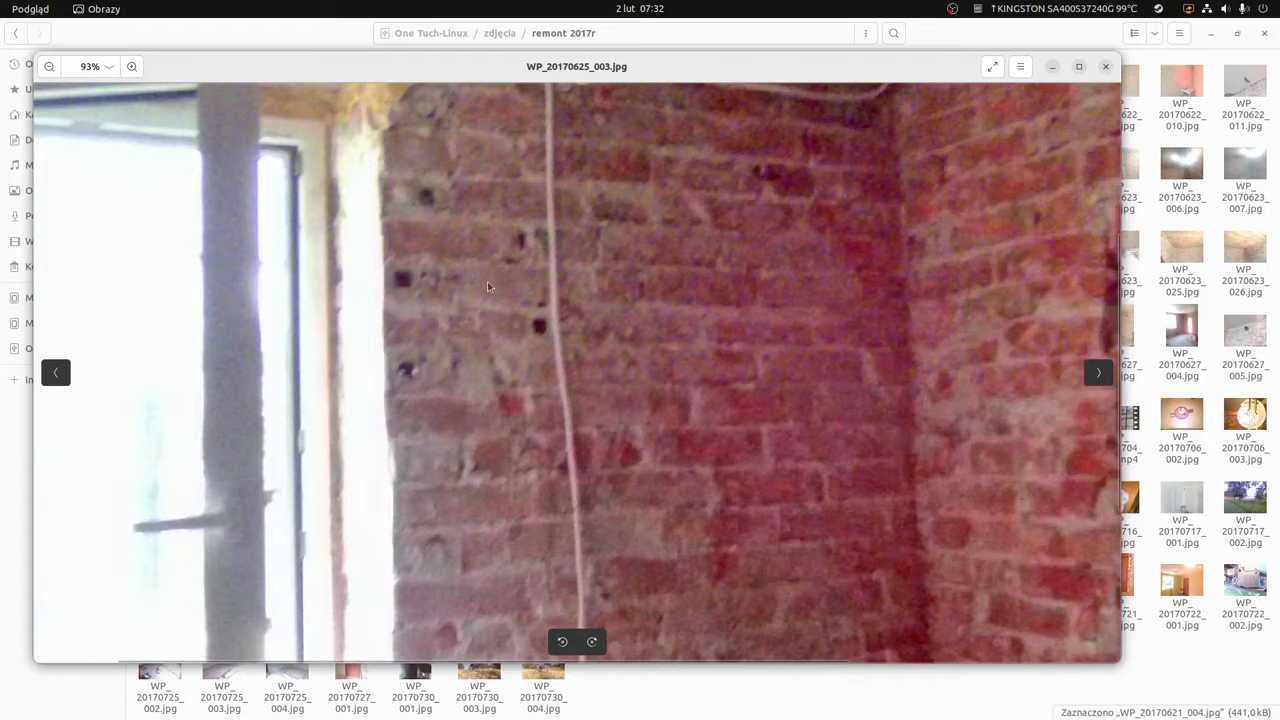 Podgląd
Obrazy
2 lut 07:32
↑KINGSTON SA400S37240G 99°C
One Tuch-Linux / zdjęcia / remont 2017r
93%
WP_20170625_003.jpg
WP_
20170622_
010.jpg
WP_
20170622_
011.jpg
WP_
20170623_
006.jpg
WP_
20170623_
007.jpg
WP_
20170623_
025.jpg
WP_
20170623_
026.jpg
WP_
20170627_
004.jpg
WP_
20170627_
005.jpg
WP_
20170706_
002.jpg
WP_
20170706_
003.jpg
WP_
20170717_
001.jpg
WP_
20170717_
002.jpg
WP_
20170722_
001.jpg
WP_
20170722_
002.jpg
WP_
20170725_
002.jpg
WP_
20170725_
003.jpg
WP_
20170725_
004.jpg
WP_
20170727_
001.jpg
WP_
20170730_
001.jpg
WP_
20170730_
003.jpg
WP_
20170730_
004.jpg
Zaznaczono „WP_20170621_004.jpg” (441,0 kB)